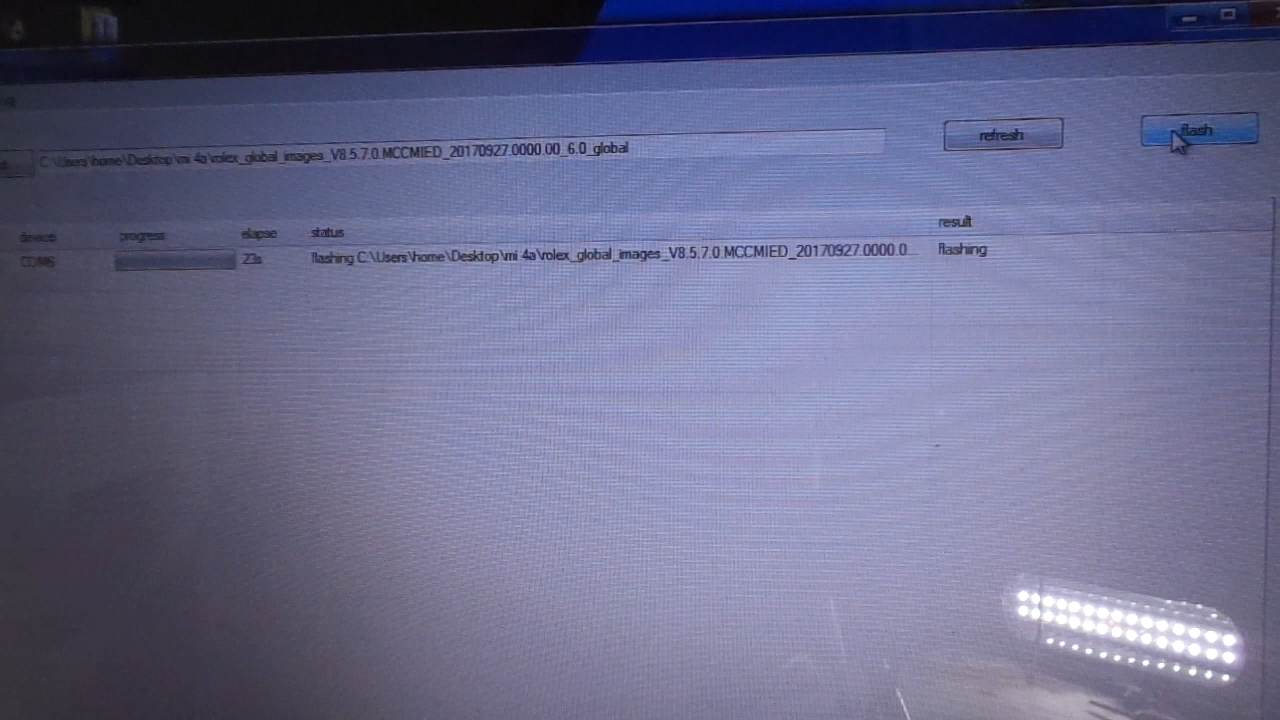 refresh
flash
C:\Users\home\Desktop\mi 4a\rolex_global_images_V8.5.7.0.MCCMIED_20170927.0000.00_6.0_global
device progress elapse status result
COM6 23s flashing C:\Users\home\Desktop\mi 4a\rolex_global_images_V8.5.7.0.MCCMIED_20170927.0000.0... flashing